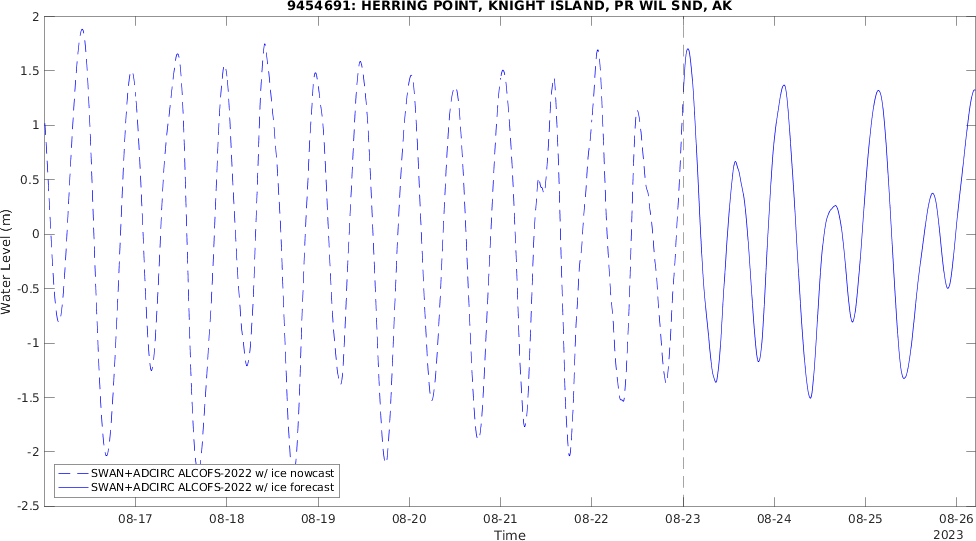 9454691: HERRING POINT, KNIGHT ISLAND, PR WIL SND, AK
2
1.5
1
0.5
0
-0.5
-1
-1.5
-2
-2.5
Water Level (m)
SWAN+ADCIRC ALCOFS-2022 w/ ice nowcast
SWAN+ADCIRC ALCOFS-2022 w/ ice forecast
08-17 08-18 08-19 08-20 08-21 08-22 08-23 08-24 08-25 08-26
Time 2023